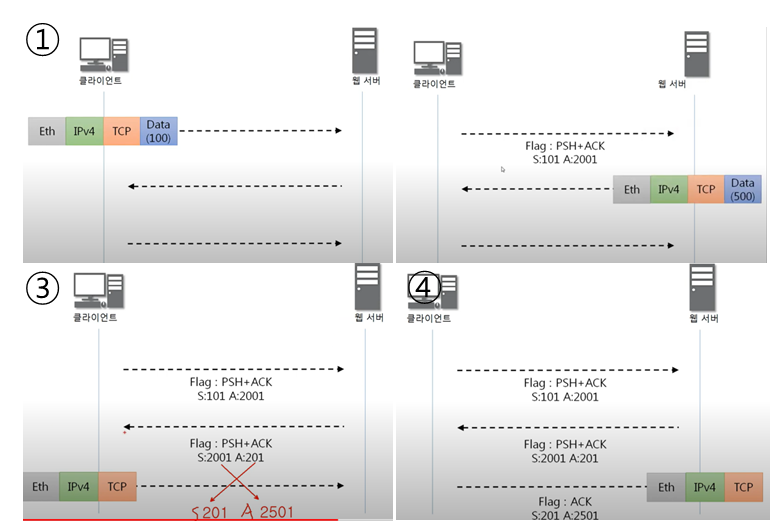 ①
클라이언트
웹 서버
Eth IPv4 TCP Data
(100)
클라이언트
웹 서버
Flag : PSH+ACK
S:101 A:2001
Eth IPv4 TCP Data
(500)
③
클라이언트
웹 서버
Flag : PSH+ACK
S:101 A:2001
Flag : PSH+ACK
S:2001 A:201
Eth IPv4 TCP
S201 A2501
④
클라이언트
웹 서버
Flag : PSH+ACK
S:101 A:2001
Flag : PSH+ACK
S:2001 A:201
Eth IPv4 TCP
Flag : ACK
S:201 A:2501